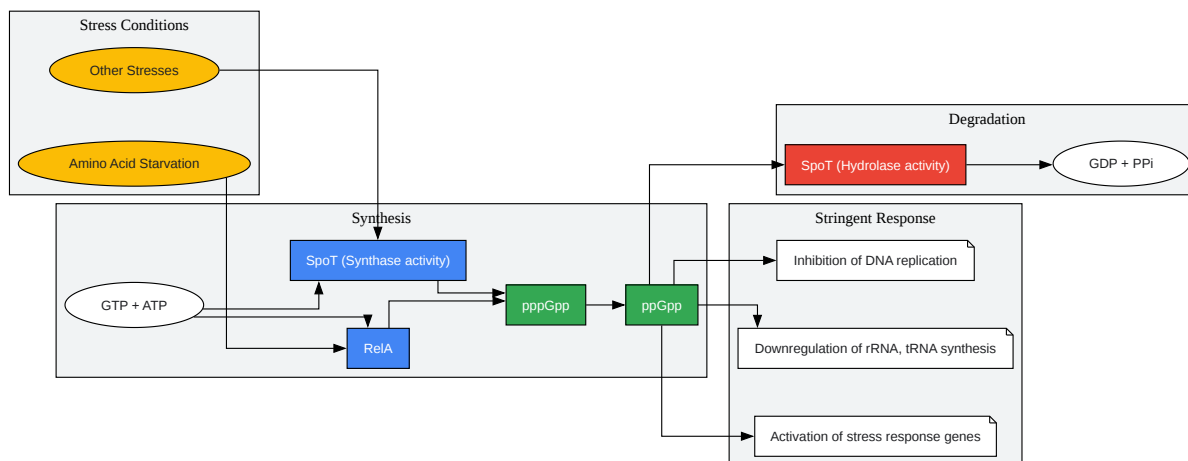 Stress Conditions
Other Stresses
Amino Acid Starvation
Synthesis
SpoT (Synthase activity)
GTP + ATP
pppGpp
ppGpp
RelA
Degradation
SpoT (Hydrolase activity)
GDP + PPi
Stringent Response
Inhibition of DNA replication
Downregulation of rRNA, tRNA synthesis
Activation of stress response genes